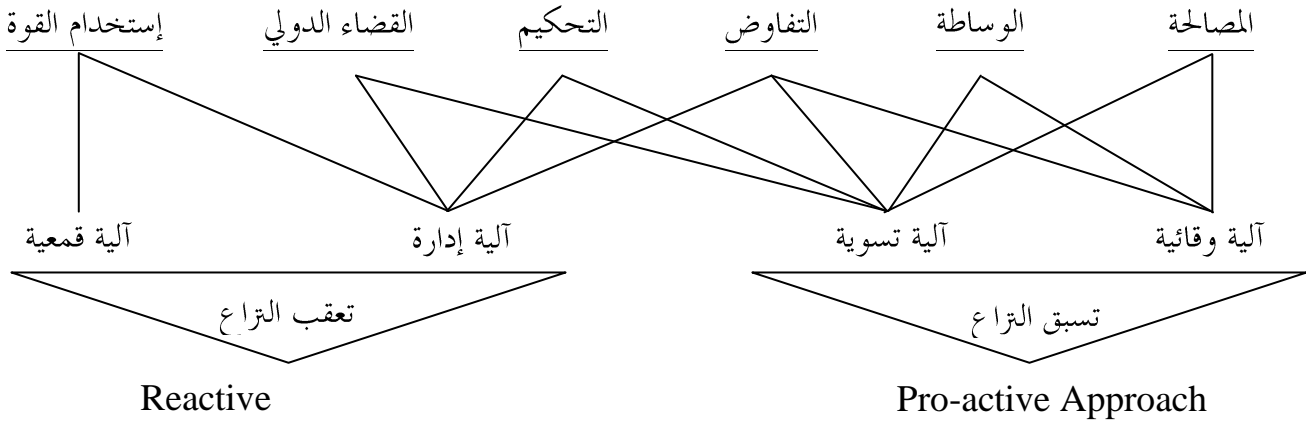 المصالحة الوساطة التفاوض التحكيم القضاء الدولي إستخدام القوة
آلية وقائية آلية تسوية آلية إدارة آلية قمعية
تسبق النزاع تعقب النزاع
Reactive Pro-active Approach